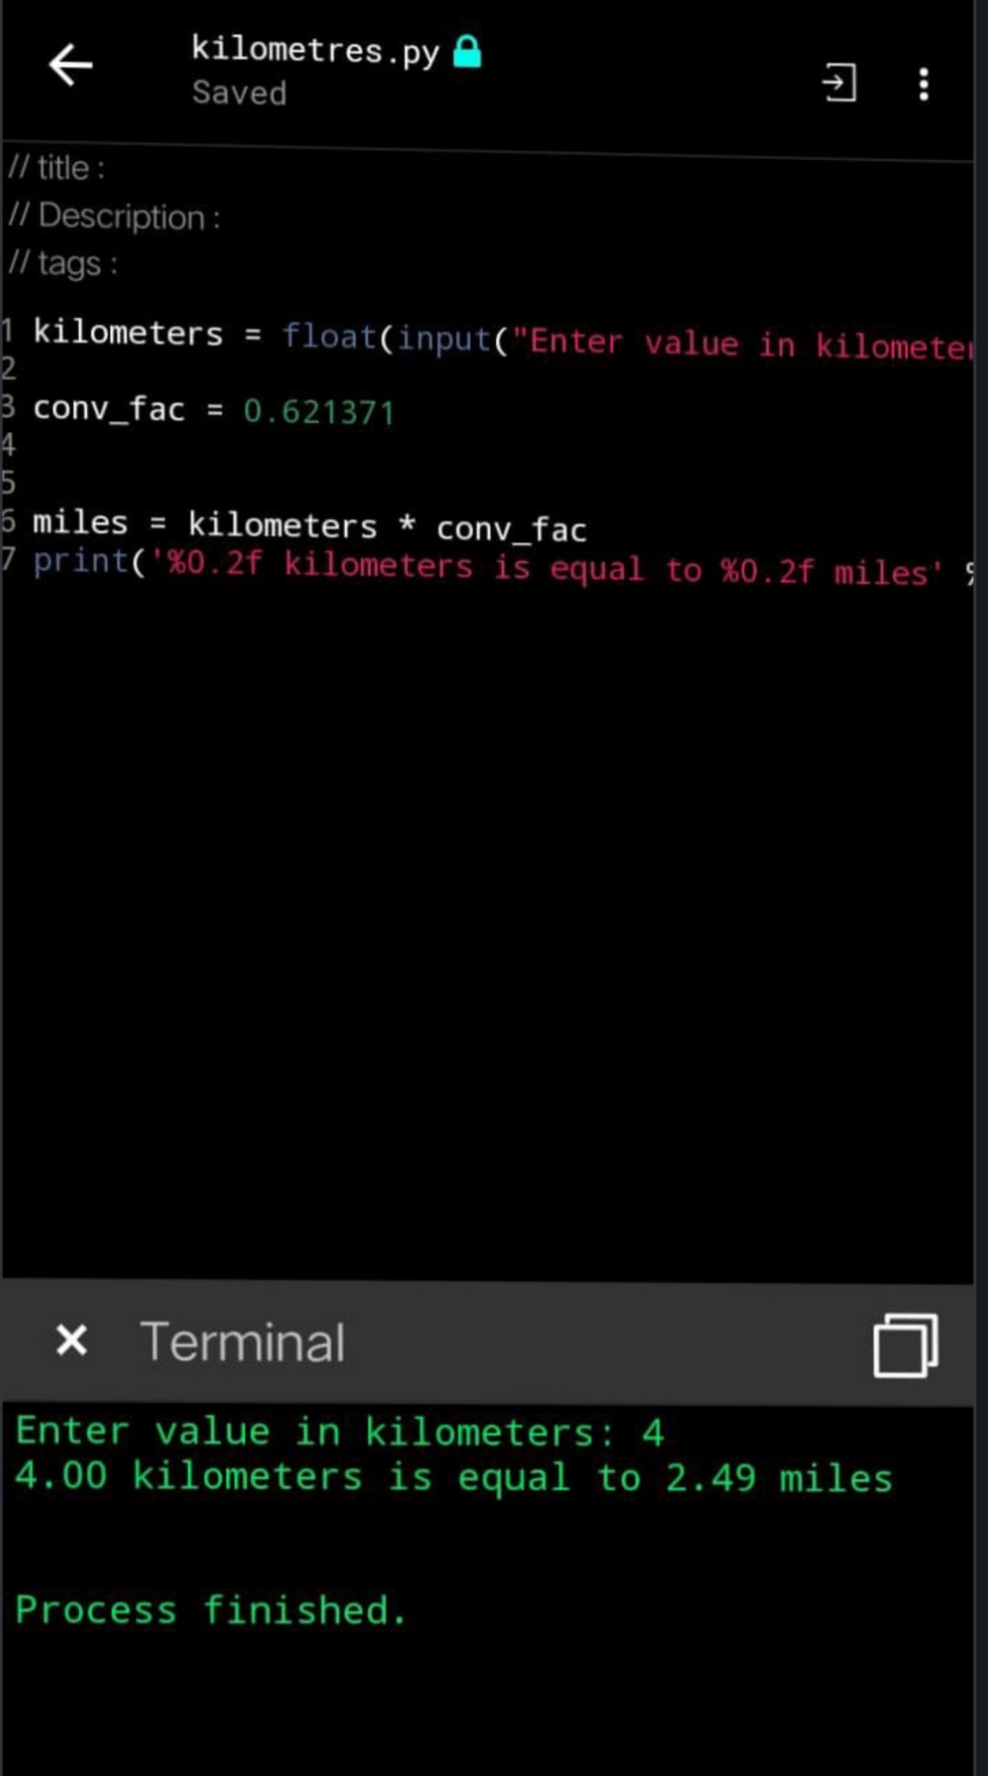 kilometres.py
Saved
// title :
// Description :
// tags :
1 kilometers = float(input("Enter value in kilometer
2
3 conv_fac = 0.621371
4
5
6 miles = kilometers * conv_fac
7 print('%0.2f kilometers is equal to %0.2f miles' %
Terminal
Enter value in kilometers: 4
4.00 kilometers is equal to 2.49 miles
Process finished.